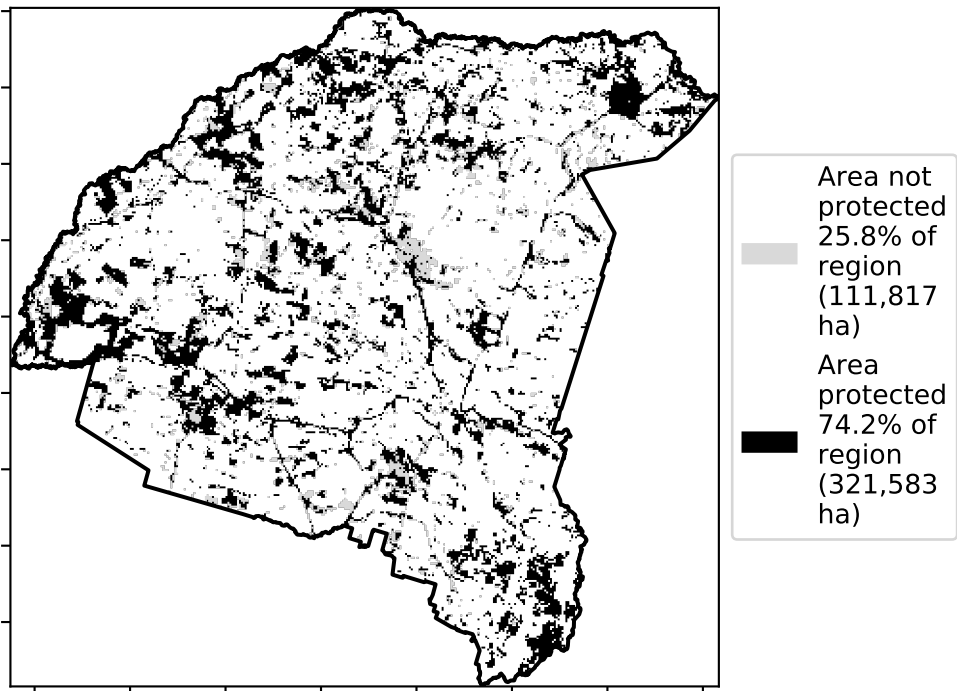 Area not
protected
25.8% of
region
(111,817
ha)
Area
protected
74.2% of
region
(321,583
ha)